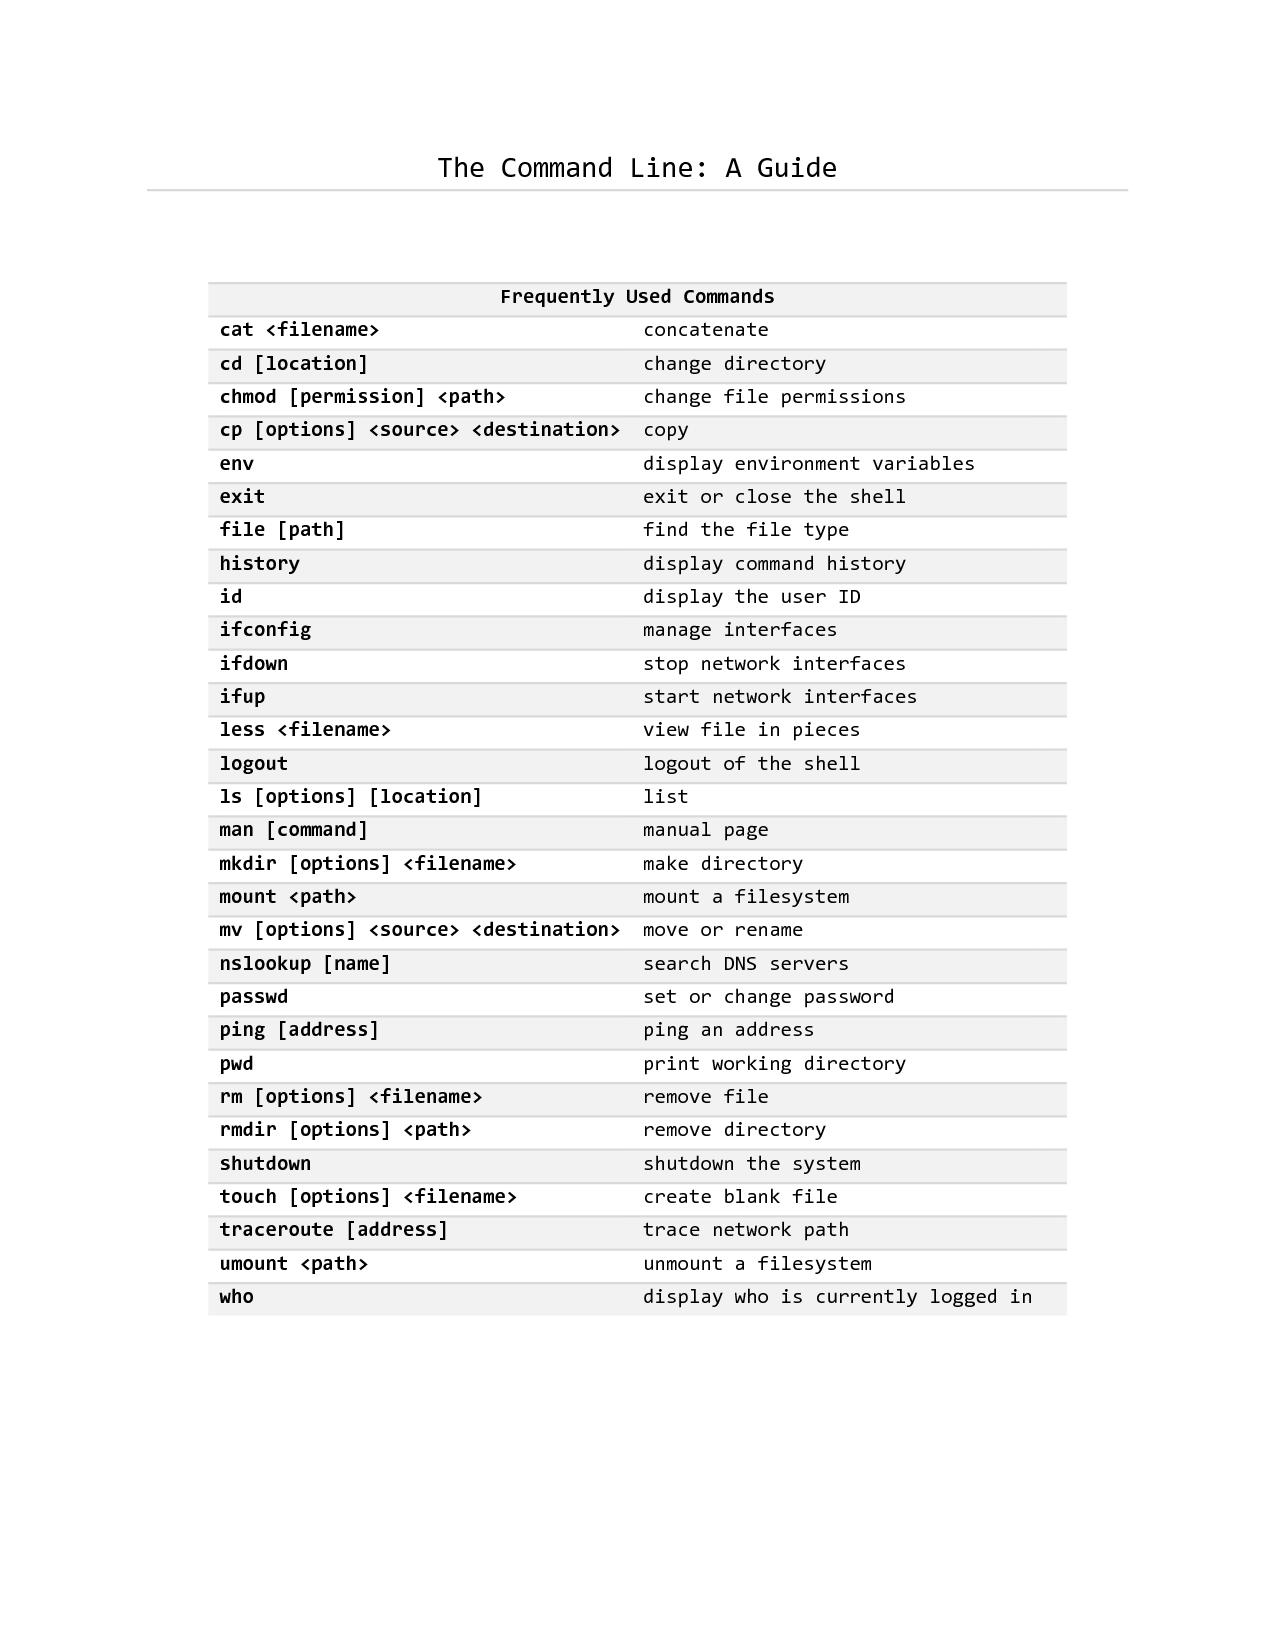 The Command Line: A Guide
Frequently Used Commands
cat <filename> concatenate
cd [location] change directory
chmod [permission] <path> change file permissions
cp [options] <source> <destination> copy
env display environment variables
exit exit or close the shell
file [path] find the file type
history display command history
id display the user ID
ifconfig manage interfaces
ifdown stop network interfaces
ifup start network interfaces
less <filename> view file in pieces
logout logout of the shell
ls [options] [location] list
man [command] manual page
mkdir [options] <filename> make directory
mount <path> mount a filesystem
mv [options] <source> <destination> move or rename
nslookup [name] search DNS servers
passwd set or change password
ping [address] ping an address
pwd print working directory
rm [options] <filename> remove file
rmdir [options] <path> remove directory
shutdown shutdown the system
touch [options] <filename> create blank file
traceroute [address] trace network path
umount <path> unmount a filesystem
who display who is currently logged in